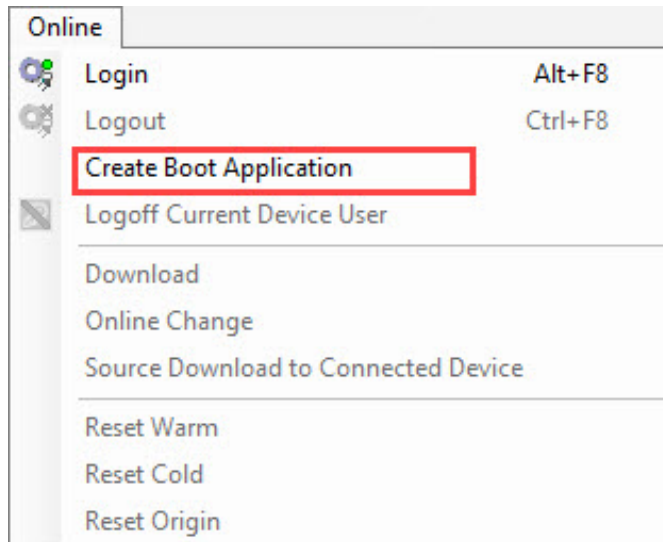 Online
Login Alt+F8
Logout Ctrl+F8
Create Boot Application
Logoff Current Device User
Download
Online Change
Source Download to Connected Device
Reset Warm
Reset Cold
Reset Origin